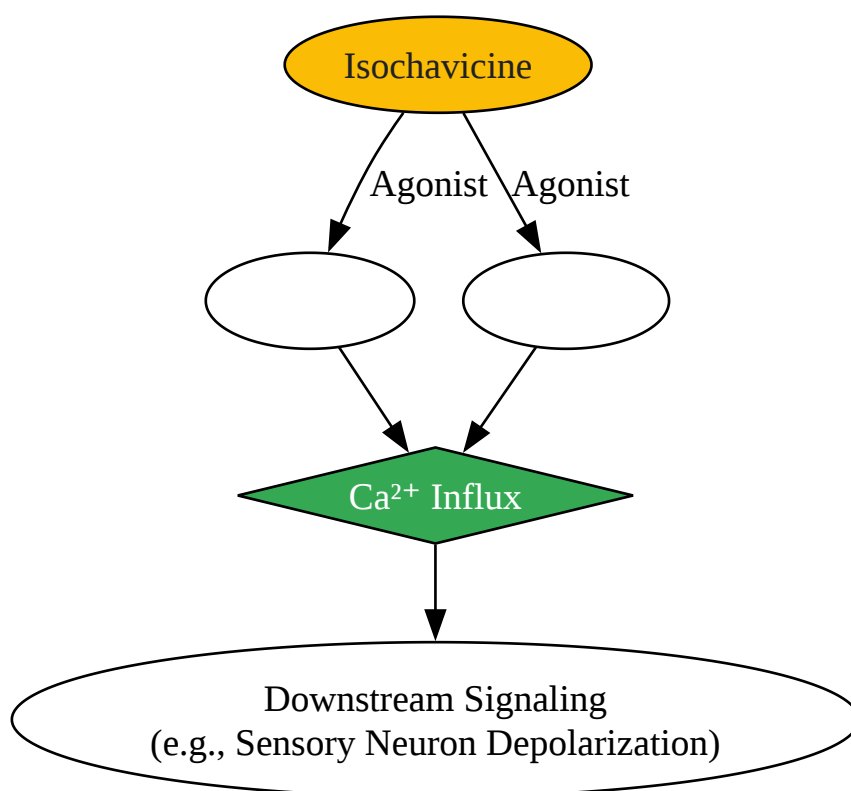 Isochavicine
Agonist Agonist
Ca²⁺ Influx
Downstream Signaling
(e.g., Sensory Neuron Depolarization)